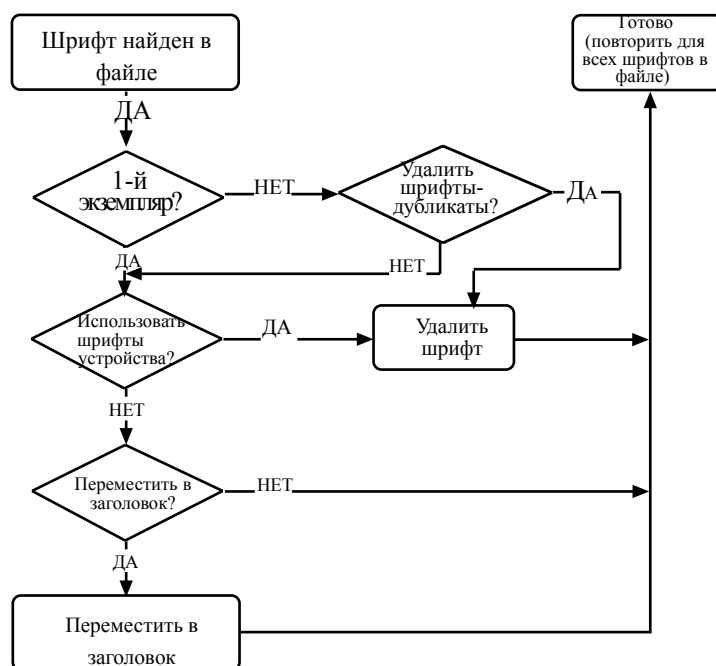 Шрифт найден в
файле
Готово
(повторить для
всех шрифтов в
файле)
ДА
1-й
экземпляр?
НЕТ
Удалить
шрифты-
дубликаты?
ДА
ДА
НЕТ
Использовать
шрифты
устройства?
ДА
Удалить
шрифт
НЕТ
Переместить в
заголовок?
НЕТ
ДА
Переместить в
заголовок